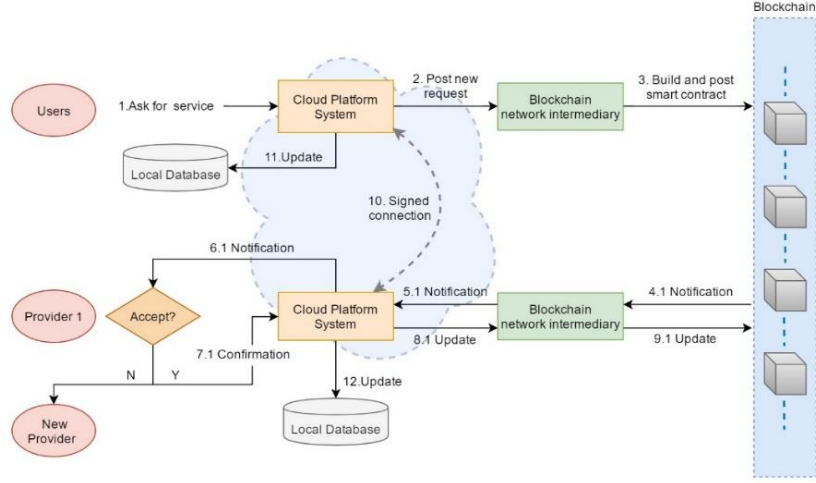 Blockchain
Users
1.Ask for service
Cloud Platform
System
2. Post new
request
Blockchain
network intermediary
3. Build and post
smart contract
11.Update
Local Database
10. Signed
connection
6.1 Notification
Provider 1
Accept?
Cloud Platform
System
5.1 Notification
8.1 Update
Blockchain
network intermediary
4.1 Notification
9.1 Update
7.1 Confirmation
N
Y
12.Update
New
Provider
Local Database